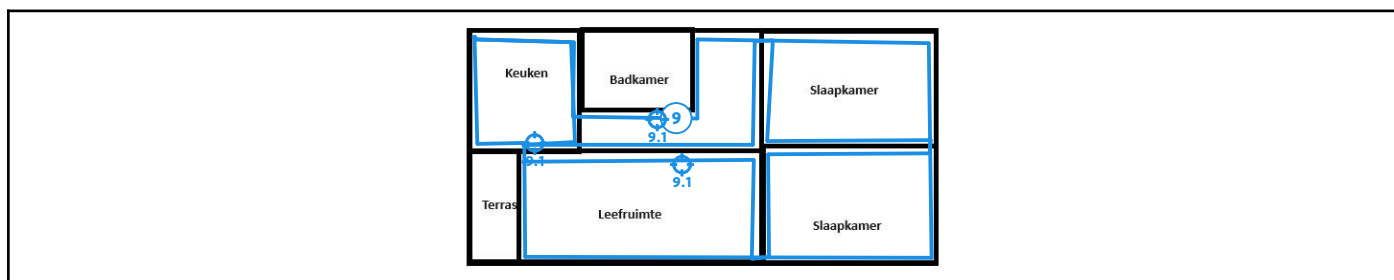 Keuken
Badkamer
Slaapkamer
9
9.1
9.1
9.1
Terras
Leefruimte
Slaapkamer